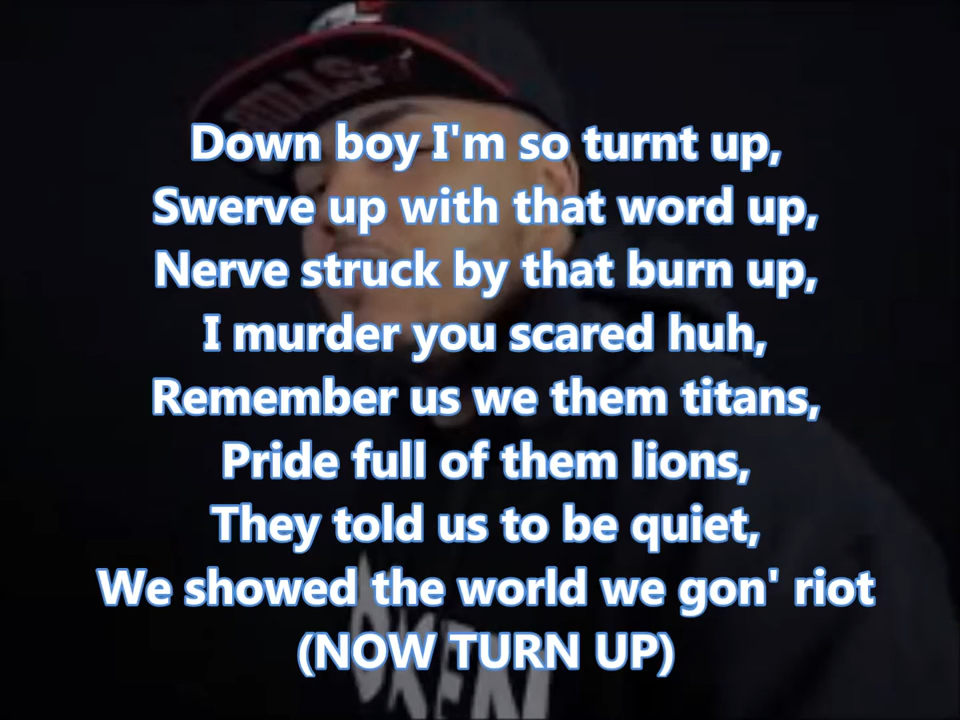 BULLS
Down boy I'm so turnt up,
Swerve up with that word up,
Nerve struck by that burn up,
I murder you scared huh,
Remember us we them titans,
Pride full of them lions,
They told us to be quiet,
We showed the world we gon' riot
(NOW TURN UP)